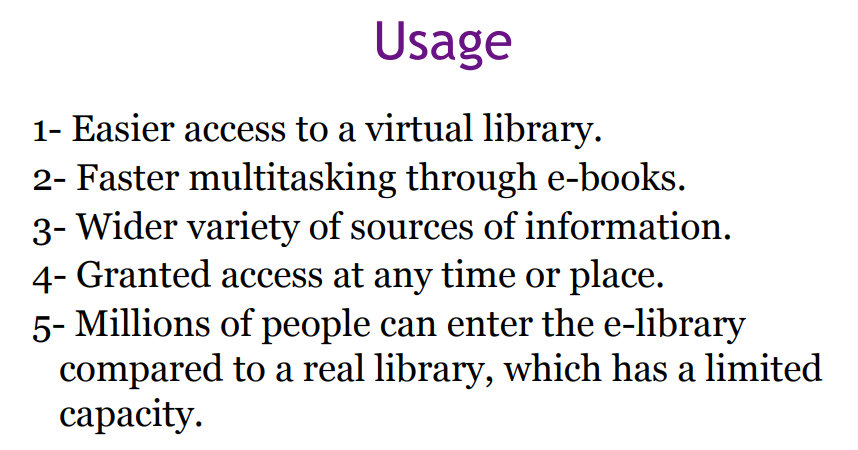 Usage
1- Easier access to a virtual library.
2- Faster multitasking through e-books.
3- Wider variety of sources of information.
4- Granted access at any time or place.
5- Millions of people can enter the e-library
compared to a real library, which has a limited
capacity.